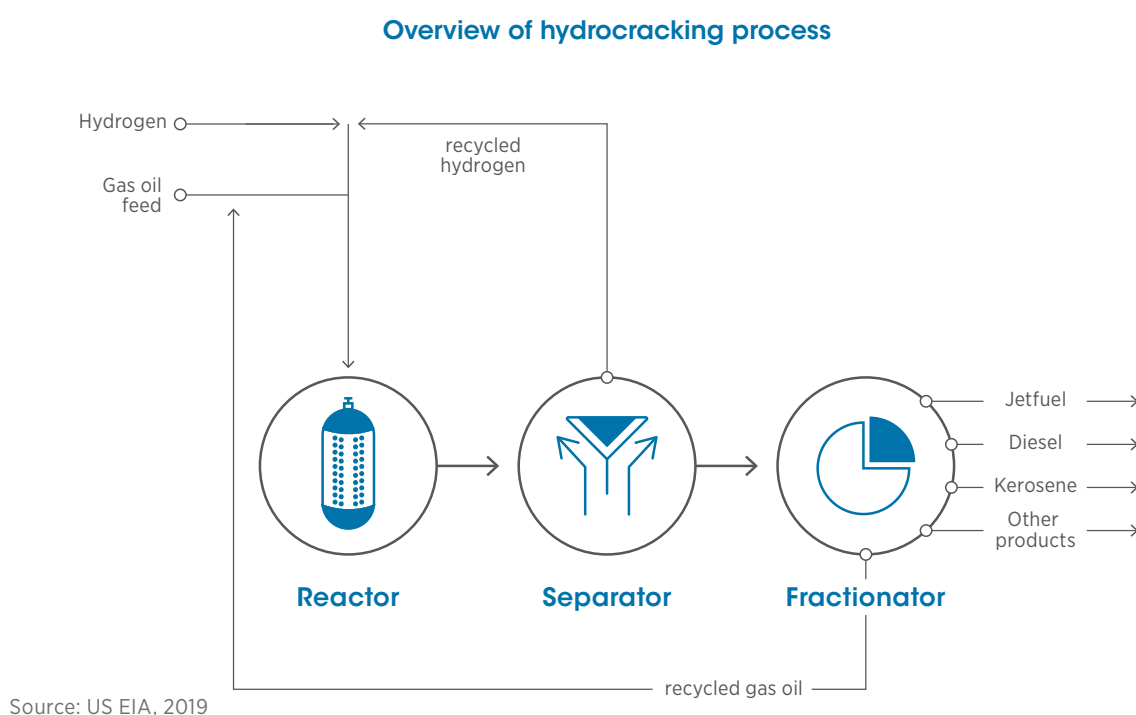 Overview of hydrocracking process
Hydrogen
recycled
hydrogen
Gas oil
feed
Jetfuel
Diesel
Kerosene
Other
products
Reactor
Separator
Fractionator
recycled gas oil
Source: US EIA, 2019